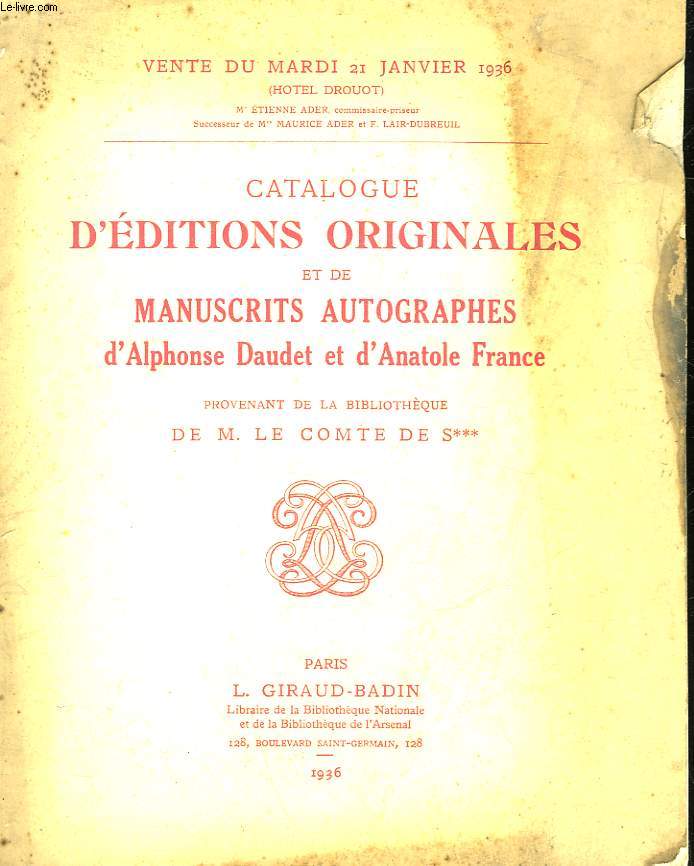 Le-livre.com
VENTE DU MARDI 21 JANVIER 1936
(HOTEL DROUOT)
Me ÉTIENNE ADER, commissaire-priseur
Successeur de Mes MAURICE ADER et F. LAIR-DUBREUIL
CATALOGUE
D'ÉDITIONS ORIGINALES
ET DE
MANUSCRITS AUTOGRAPHES
d'Alphonse Daudet et d'Anatole France
PROVENANT DE LA BIBLIOTHÈQUE
DE M. LE COMTE DE S***
PARIS
L. GIRAUD-BADIN
Libraire de la Bibliothèque Nationale
et de la Bibliothèque de l'Arsenal
128, BOULEVARD SAINT-GERMAIN, 128
1936